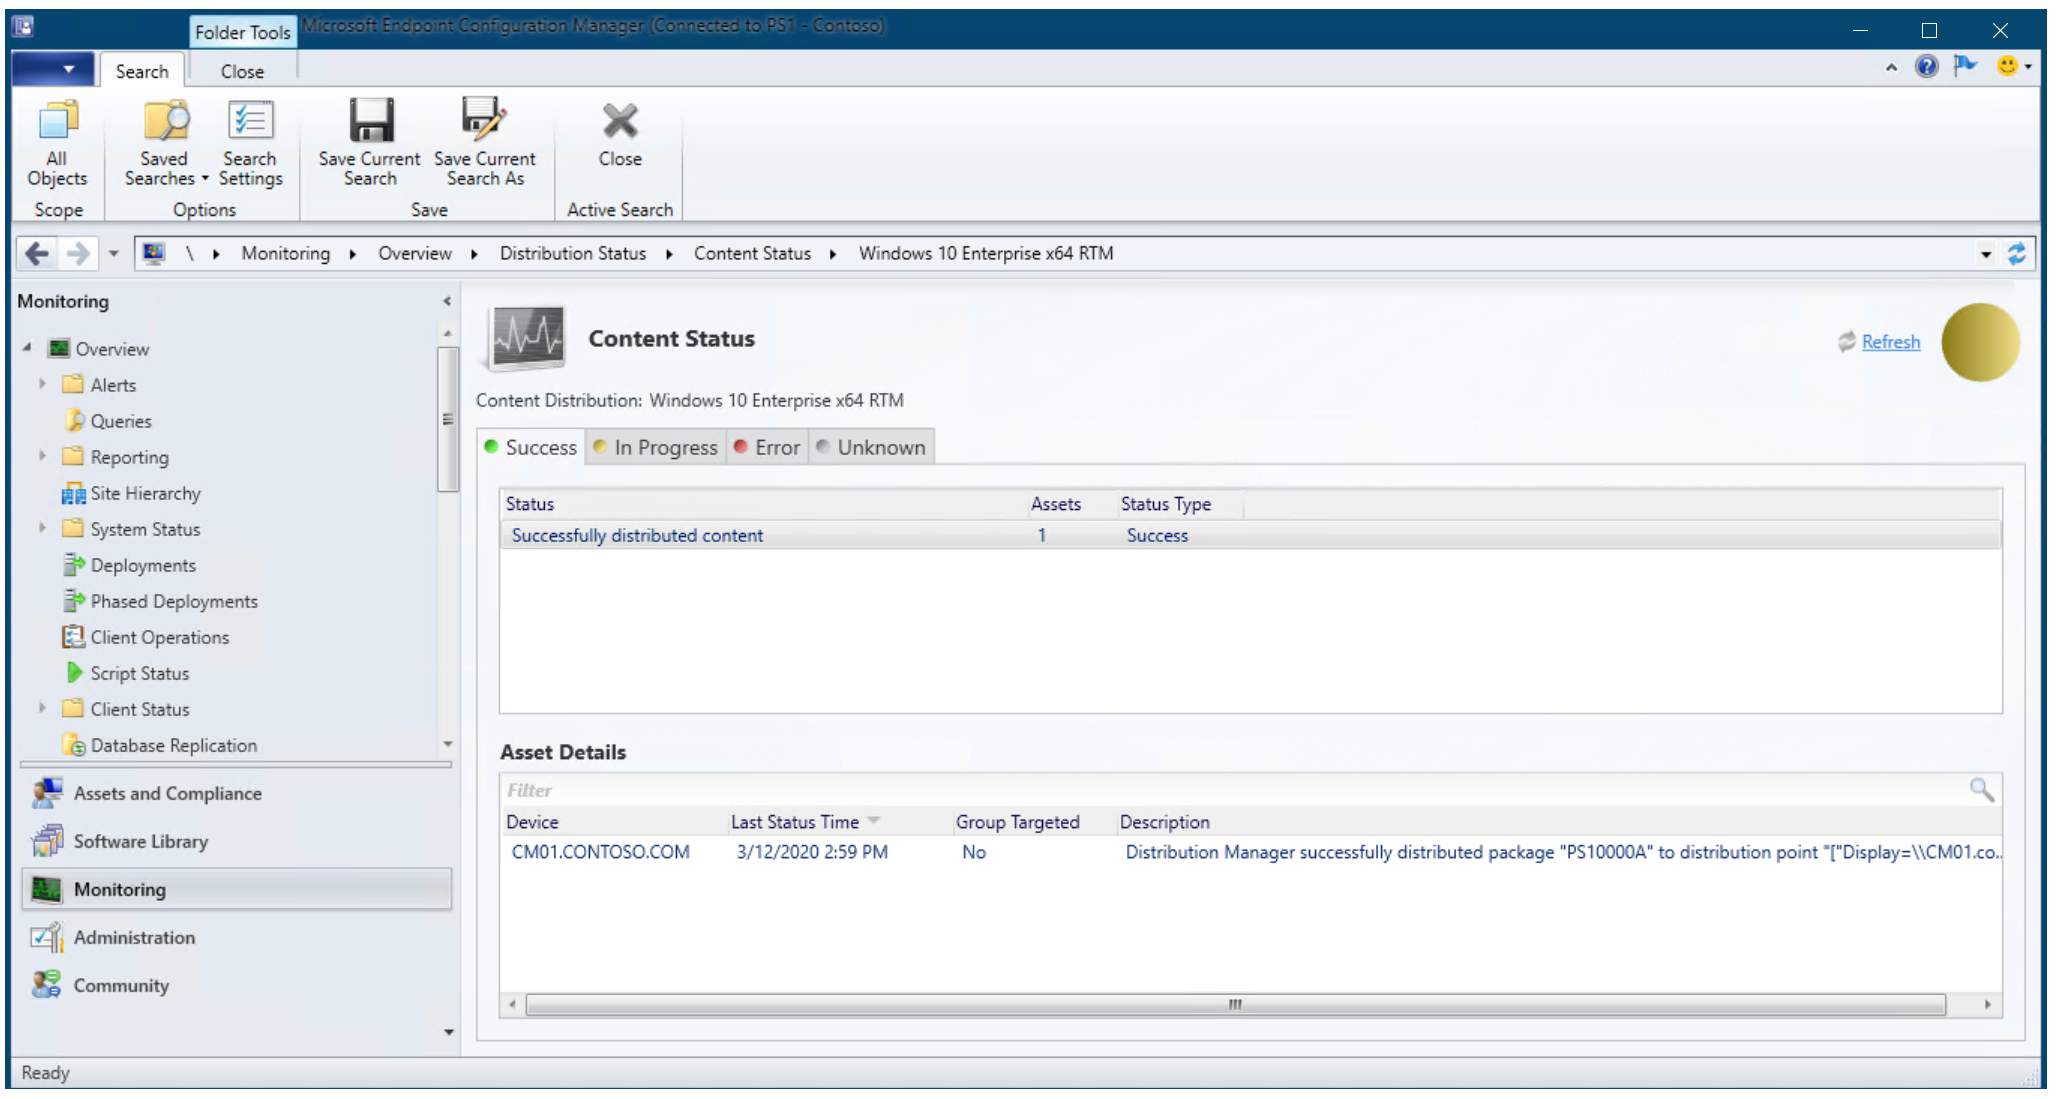 Folder Tools
Microsoft Endpoint Configuration Manager (Connected to PS1 - Contoso)
Search
Close
All Objects
Saved Searches
Search Settings
Save Current Search
Save Current Search As
Close
Scope
Options
Save
Active Search
\ Monitoring Overview Distribution Status Content Status Windows 10 Enterprise x64 RTM
Monitoring
Overview
Alerts
Queries
Reporting
Site Hierarchy
System Status
Deployments
Phased Deployments
Client Operations
Script Status
Client Status
Database Replication
Assets and Compliance
Software Library
Monitoring
Administration
Community
Content Status
Refresh
Content Distribution: Windows 10 Enterprise x64 RTM
Success In Progress Error Unknown
Status Assets Status Type
Successfully distributed content 1 Success
Asset Details
Filter
Device Last Status Time Group Targeted Description
CM01.CONTOSO.COM 3/12/2020 2:59 PM No Distribution Manager successfully distributed package "PS10000A" to distribution point "["Display=\\CM01.co..
Ready